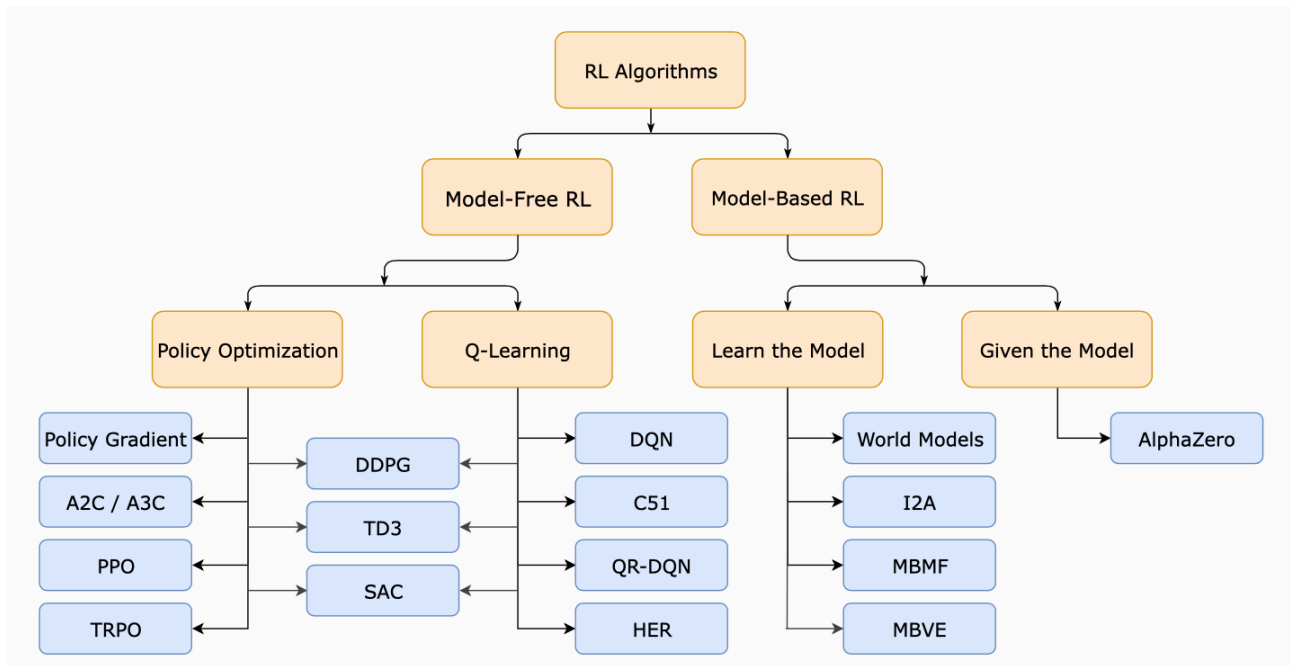 RL Algorithms
Model-Free RL
Model-Based RL
Policy Optimization
Q-Learning
Learn the Model
Given the Model
Policy Gradient
A2C / A3C
PPO
TRPO
DDPG
TD3
SAC
DQN
C51
QR-DQN
HER
World Models
I2A
MBMF
MBVE
AlphaZero